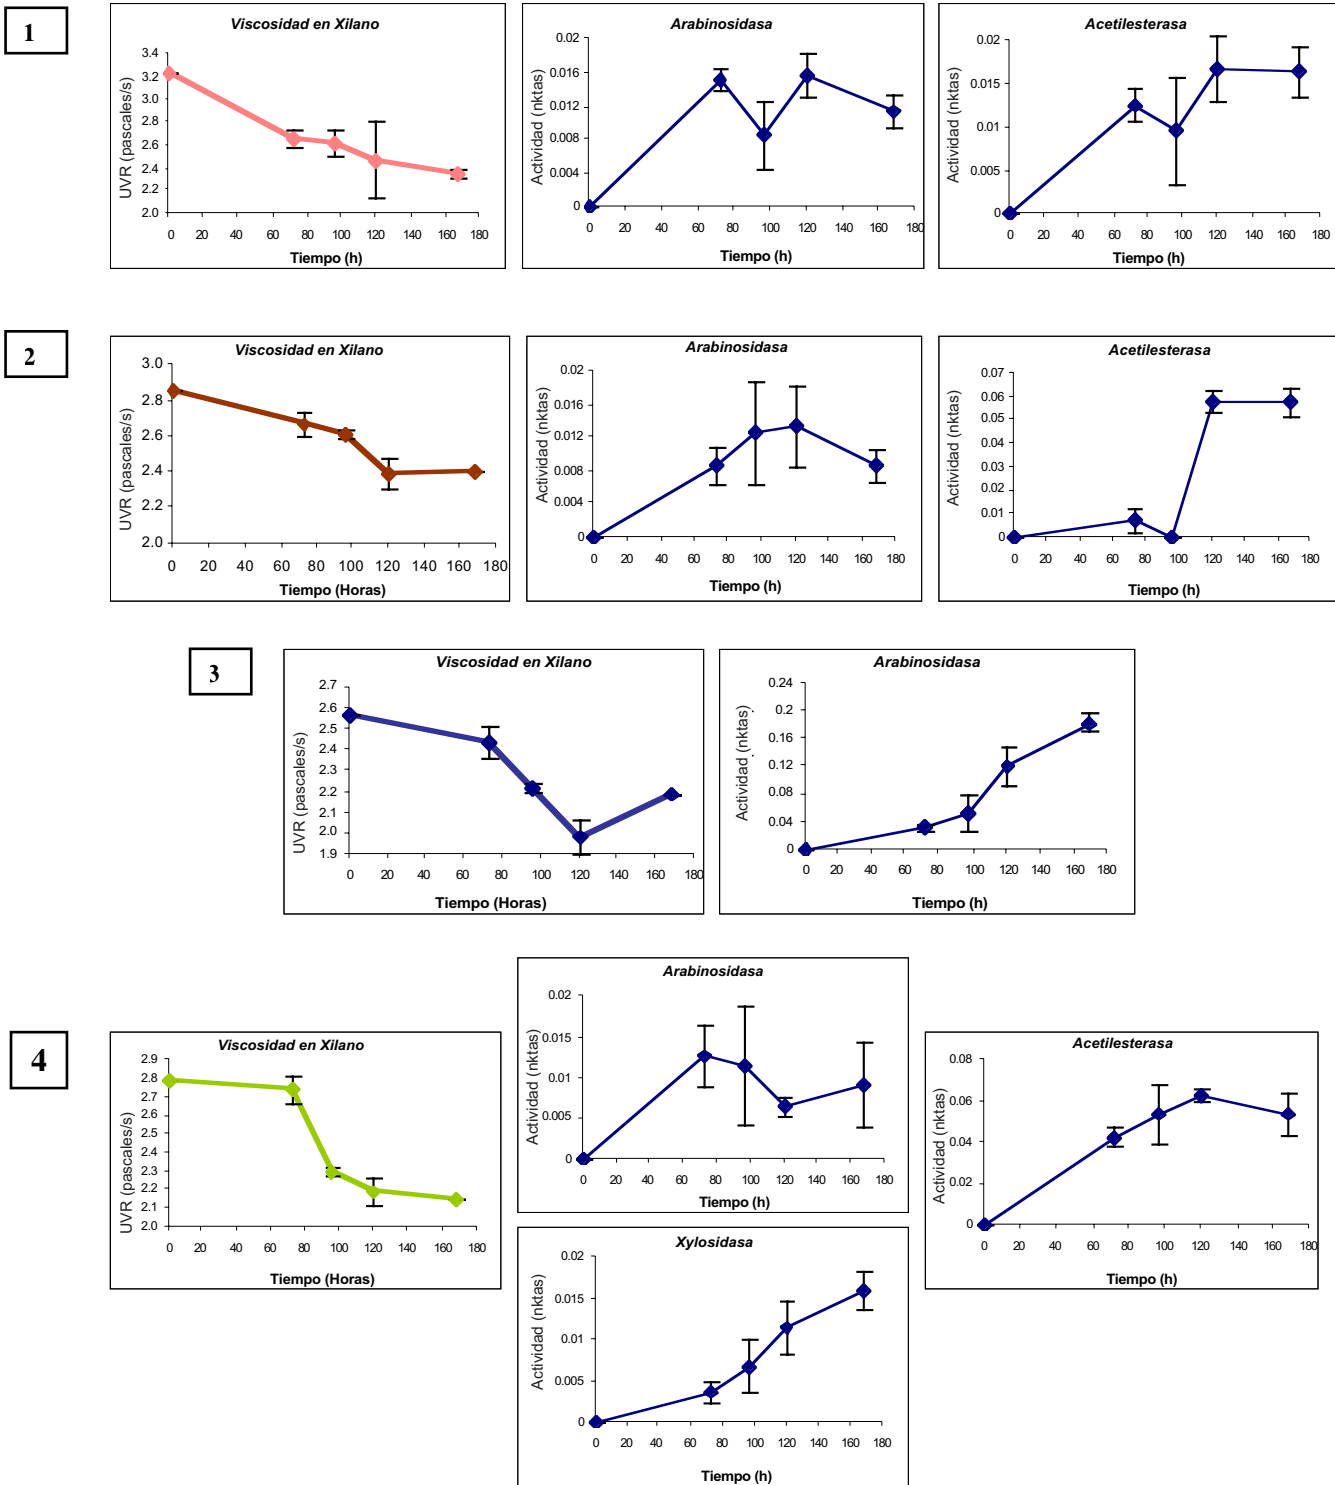 1
Viscosidad en Xilano
UVR (pascales/s)
3.4
3.2
3.0
2.8
2.6
2.4
2.2
2.0
0 20 40 60 80 100 120 140 160 180
Tiempo (h)
Arabinosidasa
Actividad (nktas)
0.02
0.016
0.012
0.008
0.004
0
0 20 40 60 80 100 120 140 160 180
Tiempo (h)
Acetilesterasa
Actividad (nktas)
0.02
0.015
0.01
0.005
0
0 20 40 60 80 100 120 140 160 180
Tiempo (h)
2
Viscosidad en Xilano
UVR (pascales/s)
3.0
2.8
2.6
2.4
2.2
2.0
0 20 40 60 80 100 120 140 160 180
Tiempo (Horas)
Arabinosidasa
Actividad (nktas)
0.02
0.016
0.012
0.008
0.004
0
0 20 40 60 80 100 120 140 160 180
Tiempo (h)
Acetilesterasa
Actividad (nktas)
0.07
0.06
0.05
0.04
0.03
0.02
0.01
0
0 20 40 60 80 100 120 140 160 180
Tiempo (h)
3
Viscosidad en Xilano
UVR (pascales/s)
2.7
2.6
2.5
2.4
2.3
2.2
2.1
2.0
1.9
0 20 40 60 80 100 120 140 160 180
Tiempo (Horas)
Arabinosidasa
Actividad (nktas)
0.24
0.2
0.16
0.12
0.08
0.04
0
0 20 40 60 80 100 120 140 160 180
Tiempo (h)
4
Viscosidad en Xilano
UVR (pascales/s)
2.9
2.8
2.7
2.6
2.5
2.4
2.3
2.2
2.1
2.0
0 20 40 60 80 100 120 140 160 180
Tiempo (Horas)
Arabinosidasa
Actividad (nktas)
0.02
0.015
0.01
0.005
0
0 20 40 60 80 100 120 140 160 180
Tiempo (h)
Xylosidasa
Actividad (nktas)
0.02
0.015
0.01
0.005
0
0 20 40 60 80 100 120 140 160 180
Tiempo (h)
Acetilesterasa
Actividad (nktas)
0.08
0.06
0.04
0.02
0
0 20 40 60 80 100 120 140 160 180
Tiempo (h)